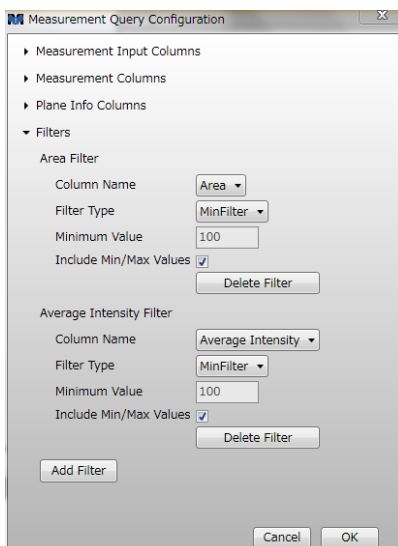 Measurement Query Configuration
Measurement Input Columns
Measurement Columns
Plane Info Columns
Filters
Area Filter
Column Name Area
Filter Type MinFilter
Minimum Value 100
Include Min/Max Values
Delete Filter
Average Intensity Filter
Column Name Average Intensity
Filter Type MinFilter
Minimum Value 100
Include Min/Max Values
Delete Filter
Add Filter
Cancel OK